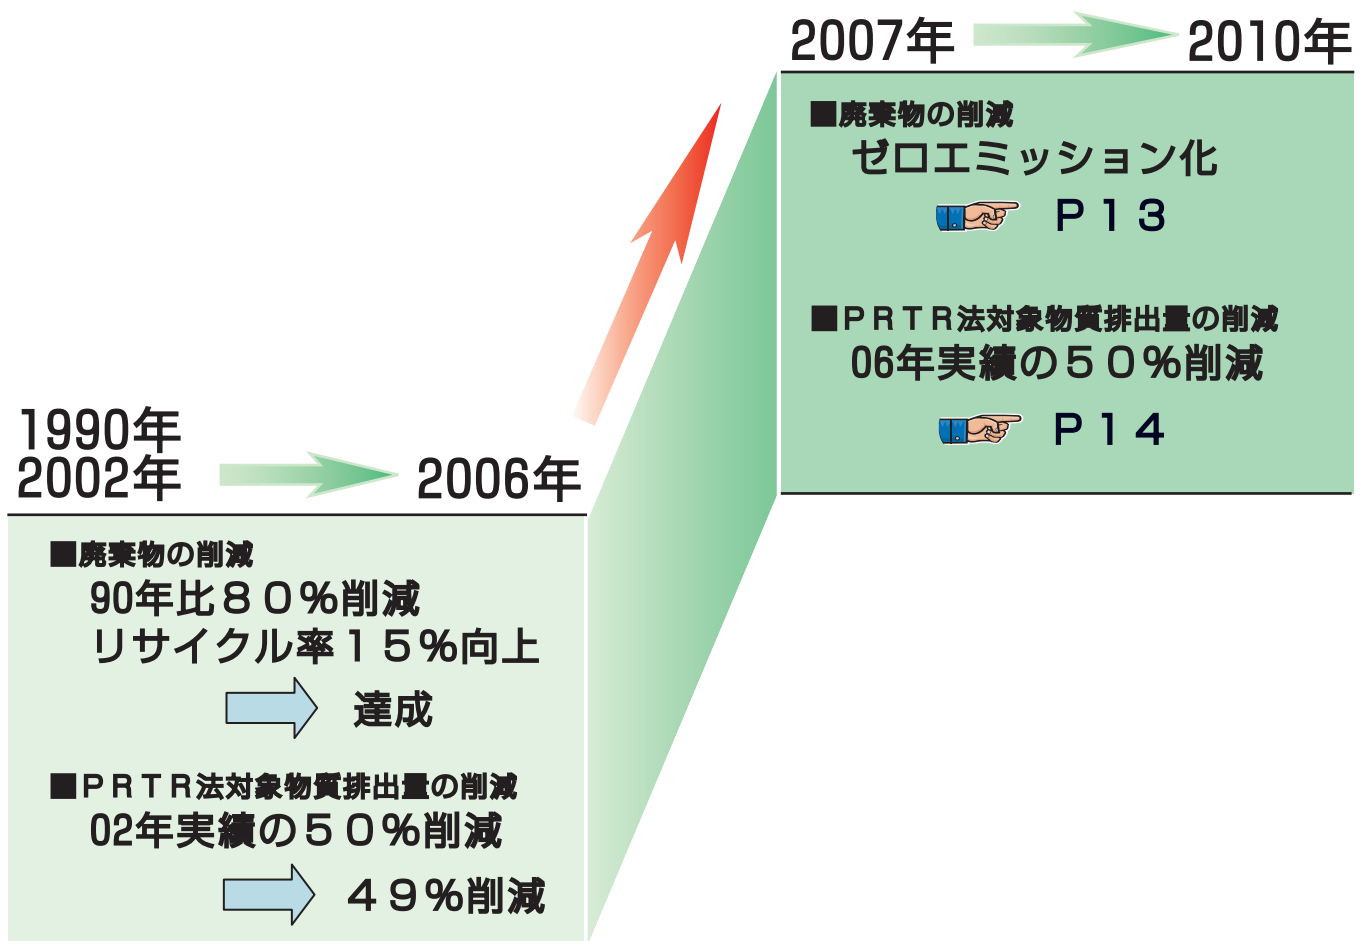 1990年
2002年
2006年
■廃棄物の削減
90年比８０％削減
リサイクル率１５％向上
達成
■ＰＲＴＲ法対象物質排出量の削減
02年実績の５０％削減
４９％削減
2007年
2010年
■廃棄物の削減
ゼロエミッション化
Ｐ１３
■ＰＲＴＲ法対象物質排出量の削減
06年実績の５０％削減
Ｐ１４